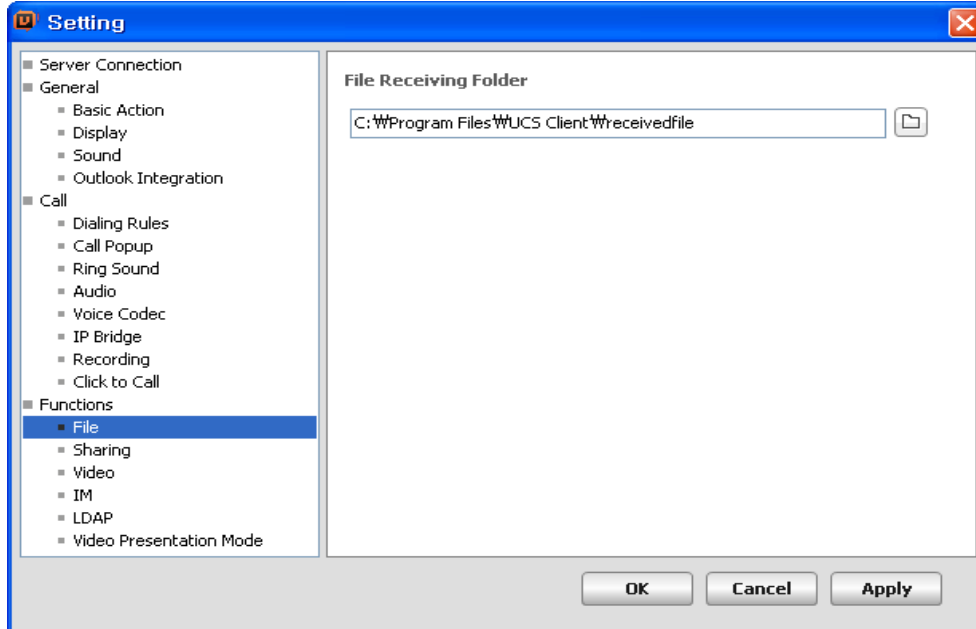 Setting
Server Connection
General
Basic Action
Display
Sound
Outlook Integration
Call
Dialing Rules
Call Popup
Ring Sound
Audio
Voice Codec
IP Bridge
Recording
Click to Call
Functions
File
Sharing
Video
IM
LDAP
Video Presentation Mode
File Receiving Folder
C:₩Program Files₩UCS Client₩receivedfile
OK Cancel Apply